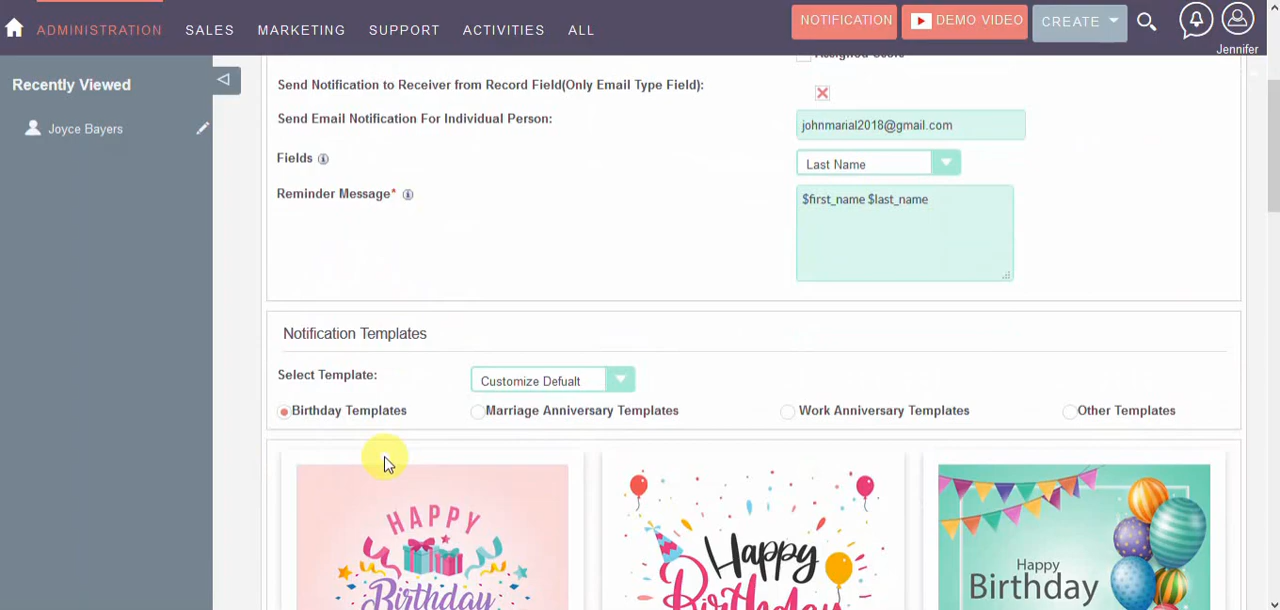 ADMINISTRATION SALES MARKETING SUPPORT ACTIVITIES ALL NOTIFICATION DEMO VIDEO CREATE
Jennifer
Recently Viewed
Joyce Bayers
Send Notification to Receiver from Record Field(Only Email Type Field):
Send Email Notification For Individual Person: johnmarial2018@gmail.com
Fields Last Name
Reminder Message* $first_name $last_name
Notification Templates
Select Template: Customize Defualt
Birthday Templates Marriage Anniversary Templates Work Anniversary Templates Other Templates
HAPPY
Birthday
Happy
Birthday
Happy
Birthday